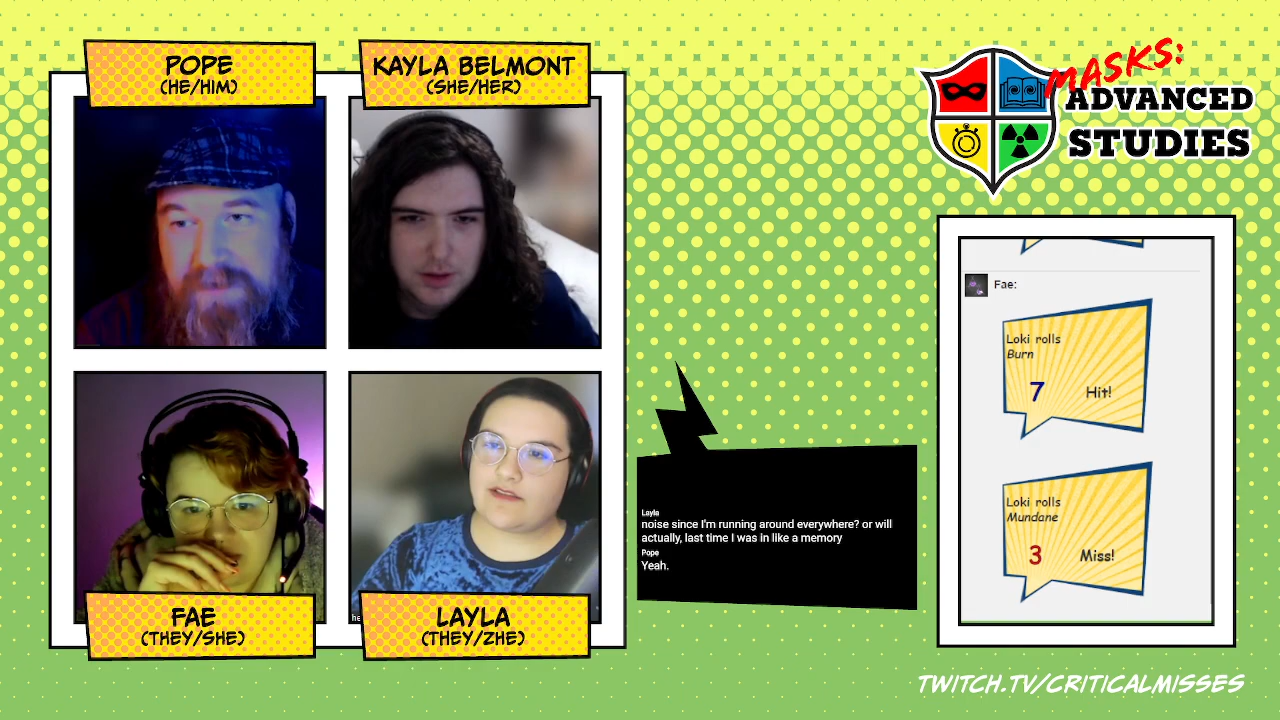 POPE
(HE/HIM)
KAYLA BELMONT
(SHE/HER)
FAE
(THEY/SHE)
LAYLA
(THEY/ZHE)
he
Layla
noise since I'm running around everywhere? or will
actually, last time I was in like a memory
Pope
Yeah.
MASKS:
ADVANCED
STUDIES
Fae:
Loki rolls
Burn
7 Hit!
Loki rolls
Mundane
3 Miss!
TWITCH.TV/CRITICALMISSES